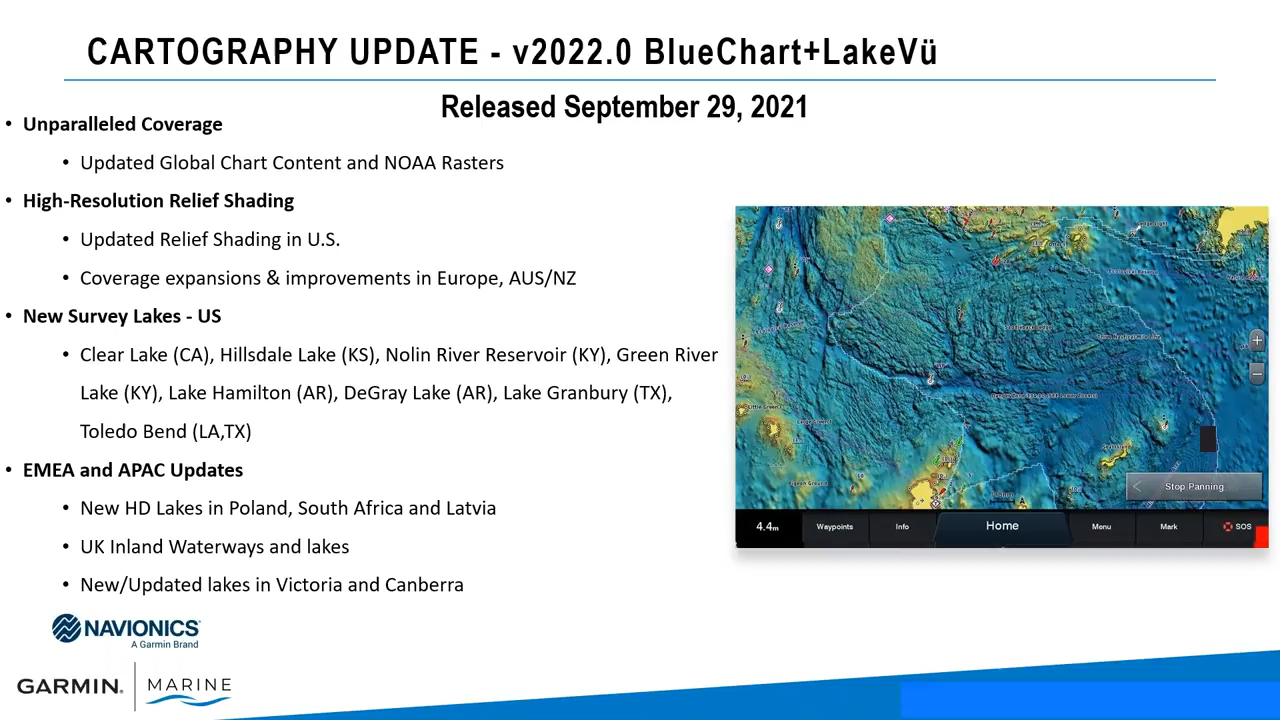 CARTOGRAPHY UPDATE - v2022.0 BlueChart+LakeVü
Released September 29, 2021
• Unparalleled Coverage
• Updated Global Chart Content and NOAA Rasters
• High-Resolution Relief Shading
• Updated Relief Shading in U.S.
• Coverage expansions & improvements in Europe, AUS/NZ
• New Survey Lakes - US
• Clear Lake (CA), Hillsdale Lake (KS), Nolin River Reservoir (KY), Green River
Lake (KY), Lake Hamilton (AR), DeGray Lake (AR), Lake Granbury (TX),
Toledo Bend (LA,TX)
• EMEA and APAC Updates
• New HD Lakes in Poland, South Africa and Latvia
• UK Inland Waterways and lakes
• New/Updated lakes in Victoria and Canberra
Stop Panning
4.4m Waypoints Info Home Menu Mark SOS
NAVIONICS
A Garmin Brand
GARMIN. MARINE